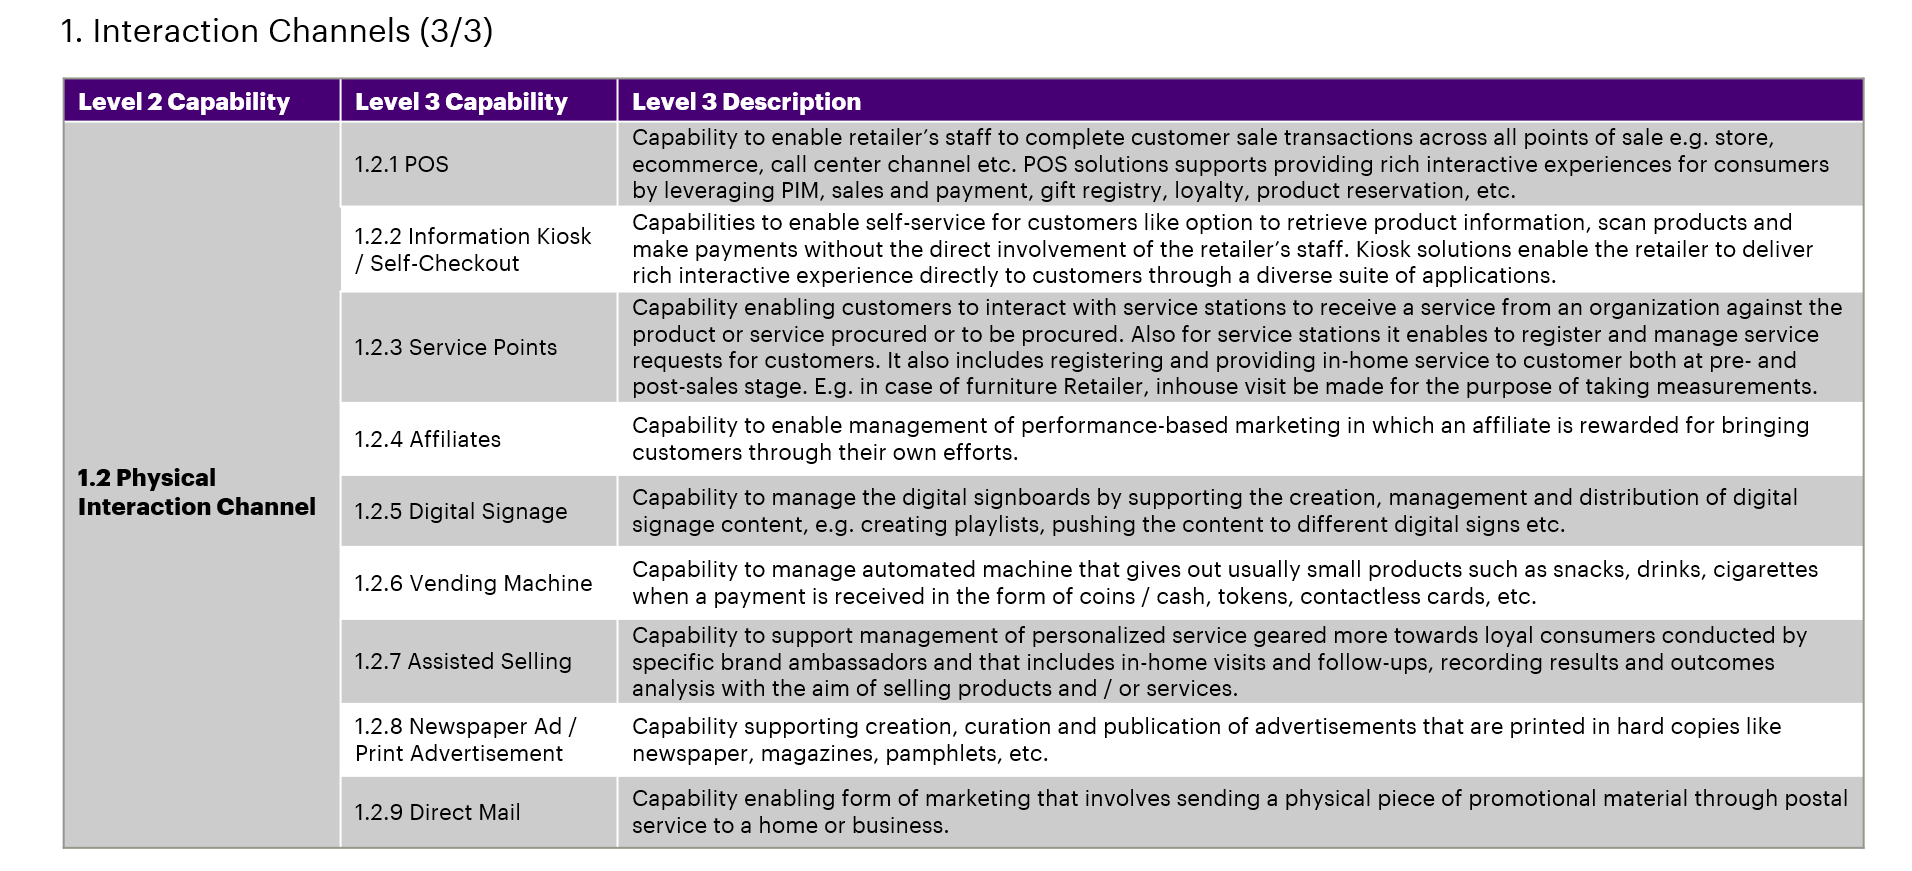 1. Interaction Channels (3/3)
Level 2 Capability
Level 3 Capability
Level 3 Description
1.2 Physical
Interaction Channel
1.2.1 POS
Capability to enable retailer’s staff to complete customer sale transactions across all points of sale e.g. store,
ecommerce, call center channel etc. POS solutions supports providing rich interactive experiences for consumers
by leveraging PIM, sales and payment, gift registry, loyalty, product reservation, etc.
1.2.2 Information Kiosk
/ Self-Checkout
Capabilities to enable self-service for customers like option to retrieve product information, scan products and
make payments without the direct involvement of the retailer’s staff. Kiosk solutions enable the retailer to deliver
rich interactive experience directly to customers through a diverse suite of applications.
1.2.3 Service Points
Capability enabling customers to interact with service stations to receive a service from an organization against the
product or service procured or to be procured. Also for service stations it enables to register and manage service
requests for customers. It also includes registering and providing in-home service to customer both at pre- and
post-sales stage. E.g. in case of furniture Retailer, inhouse visit be made for the purpose of taking measurements.
1.2.4 Affiliates
Capability to enable management of performance-based marketing in which an affiliate is rewarded for bringing
customers through their own efforts.
1.2.5 Digital Signage
Capability to manage the digital signboards by supporting the creation, management and distribution of digital
signage content, e.g. creating playlists, pushing the content to different digital signs etc.
1.2.6 Vending Machine
Capability to manage automated machine that gives out usually small products such as snacks, drinks, cigarettes
when a payment is received in the form of coins / cash, tokens, contactless cards, etc.
1.2.7 Assisted Selling
Capability to support management of personalized service geared more towards loyal consumers conducted by
specific brand ambassadors and that includes in-home visits and follow-ups, recording results and outcomes
analysis with the aim of selling products and / or services.
1.2.8 Newspaper Ad /
Print Advertisement
Capability supporting creation, curation and publication of advertisements that are printed in hard copies like
newspaper, magazines, pamphlets, etc.
1.2.9 Direct Mail
Capability enabling form of marketing that involves sending a physical piece of promotional material through postal
service to a home or business.